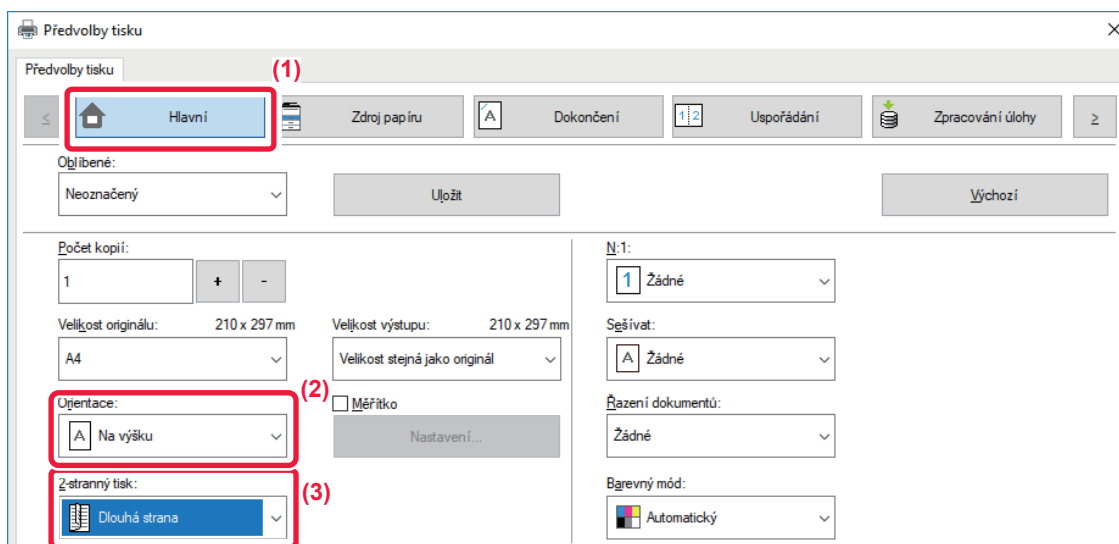 Předvolby tisku
Předvolby tisku
(1)
< Hlavní Zdroj papíru Dokončení Uspořádání Zpracování úlohy >
Oblíbené:
Neoznačený Uložit Výchozí
Počet kopií: N:1:
1 + - 1 Žádné
Velikost originálu: 210 x 297 mm Velikost výstupu: 210 x 297 mm Sešívat:
A4 Velikost stejná jako originál A Žádné
(2)
Orientace: Měřítko Řazení dokumentů:
A Na výšku Nastavení... Žádné
2-stranný tisk: (3) Barevný mód:
Dlouhá strana Automatický